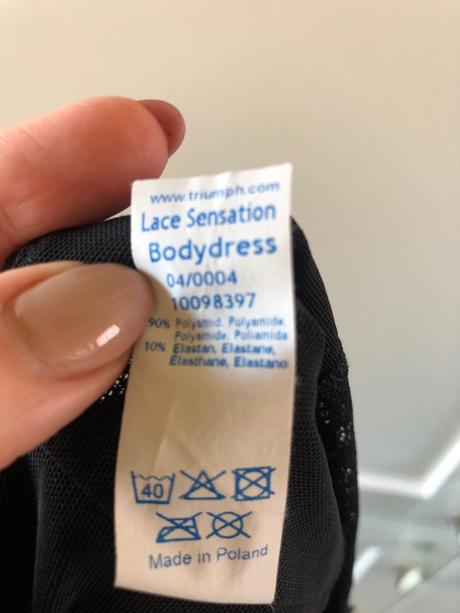 www.triumph.com
Lace Sensation
Bodydress
04/0004
10098397
90% Polyamid, Polyamide,
Polyamide, Poliamida
10% Elastan, Elastane,
Elasthane, Elastano
40
Made in Poland